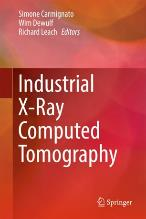 Simone Carmignato
Wim Dewulf
Richard Leach Editors
Industrial
X-Ray
Computed
Tomography
Springer